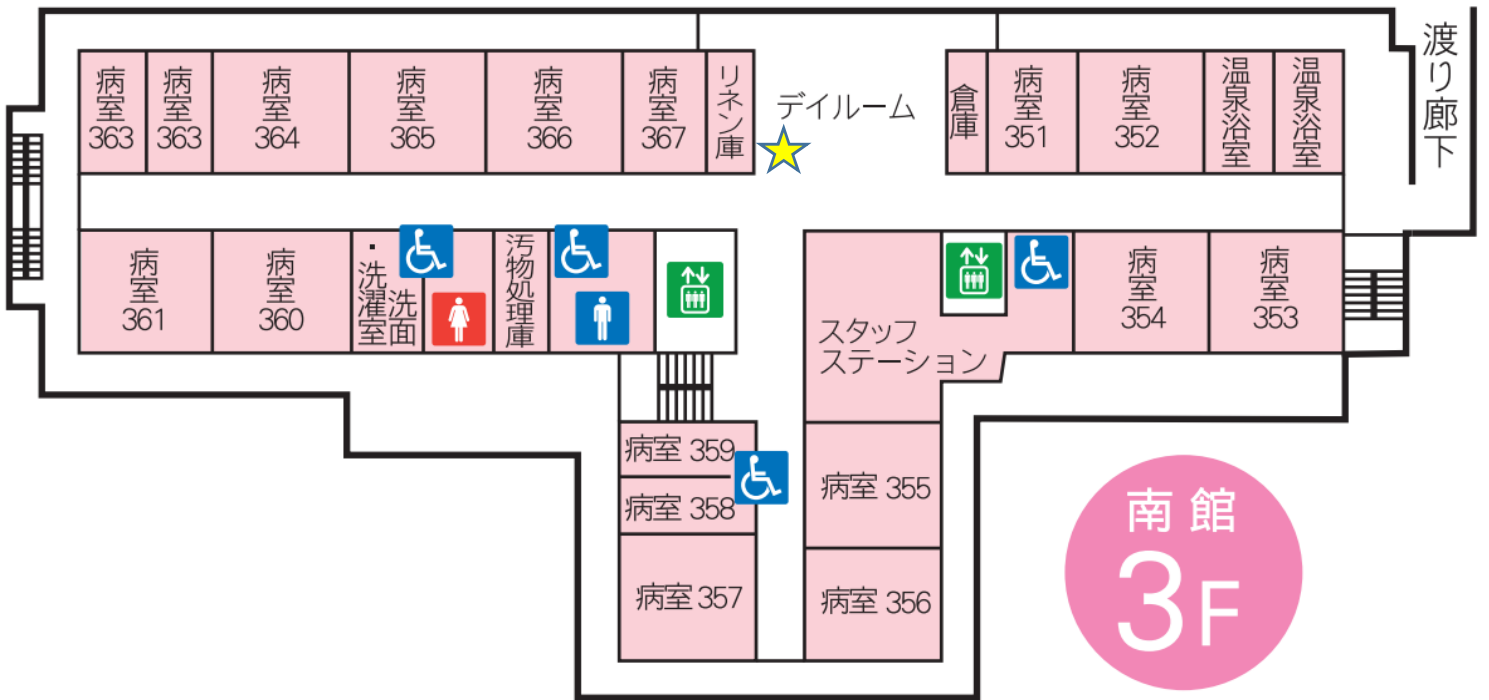 病室 363
病室 363
病室 364
病室 365
病室 366
病室 367
リネン庫
デイルーム
倉庫
病室 351
病室 352
温泉浴室
温泉浴室
渡り廊下
病室 361
病室 360
・洗面
洗濯室
汚物処理庫
スタッフ
ステーション
病室 354
病室 353
病室 359
病室 358
病室 357
病室 355
病室 356
南館
3F